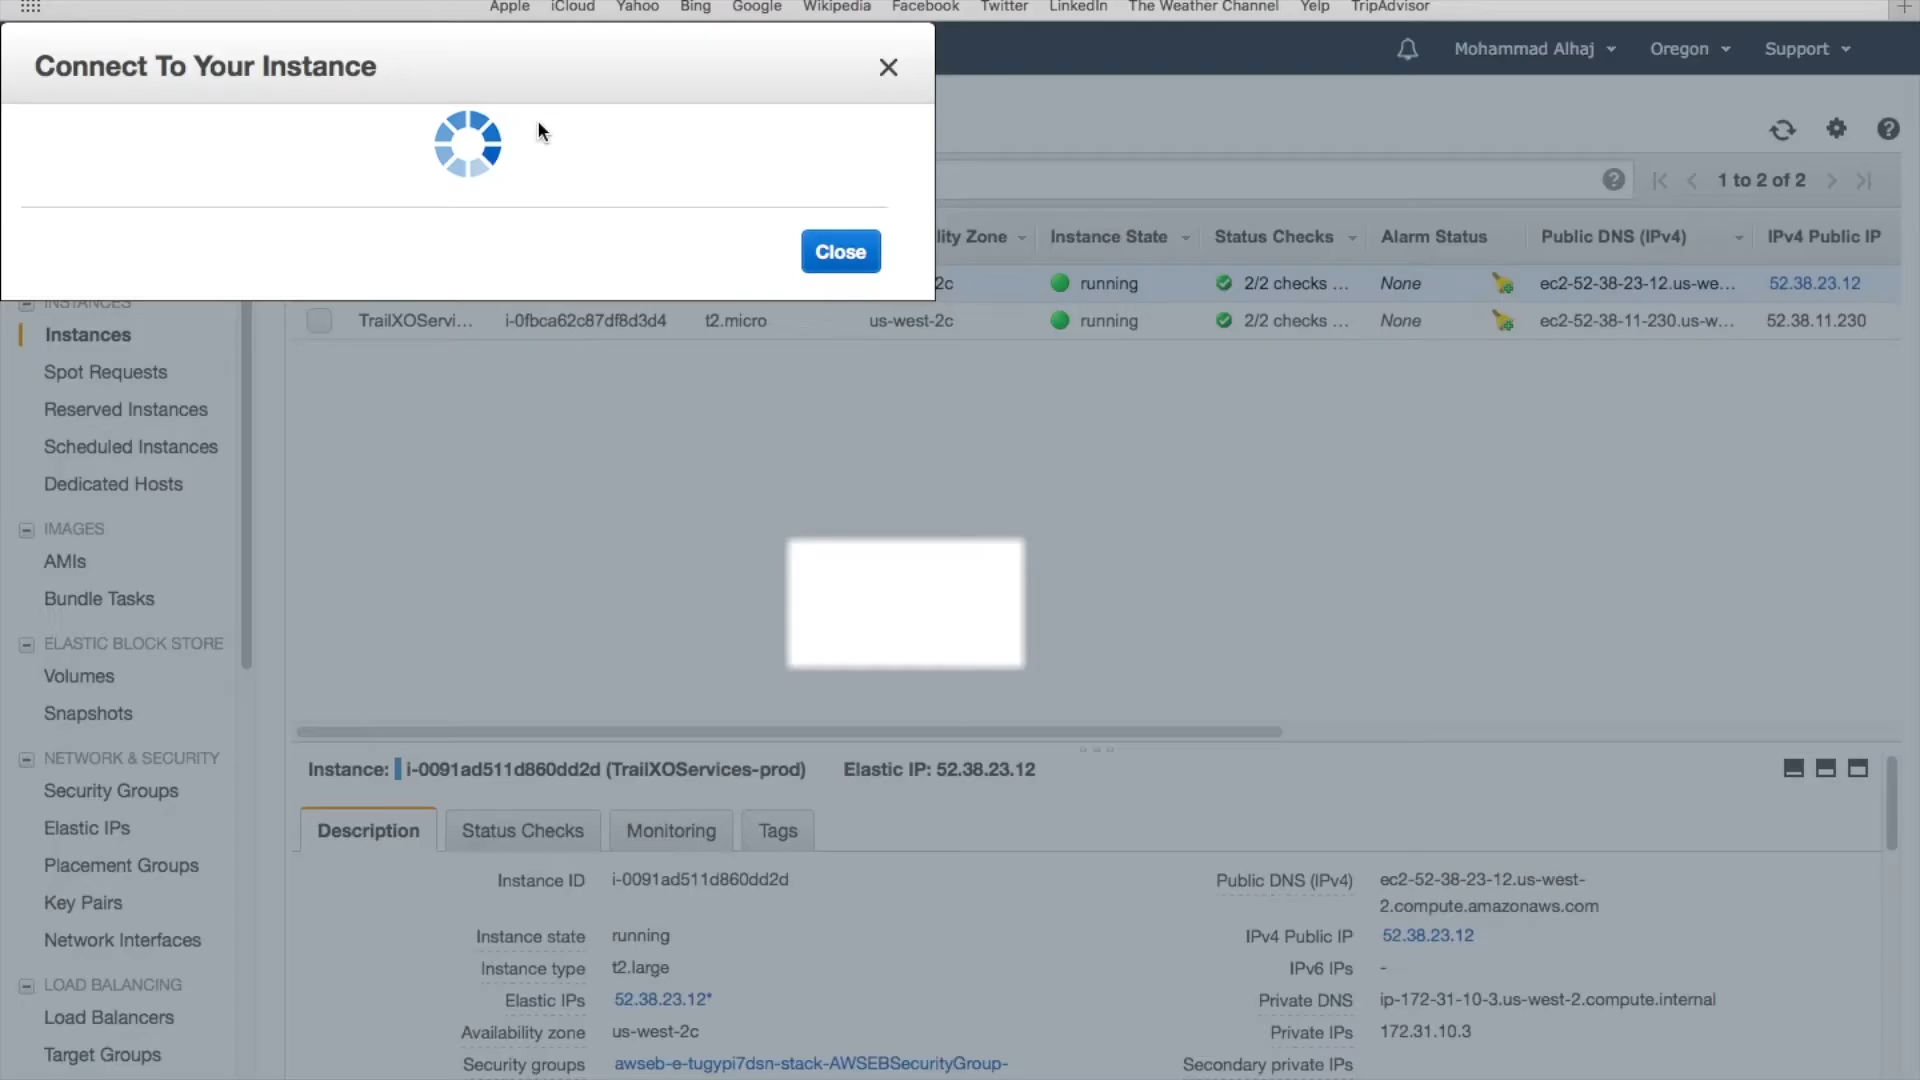 Apple iCloud Yahoo Bing Google Wikipedia Facebook Twitter LinkedIn The Weather Channel Yelp TripAdvisor
Connect To Your Instance
Mohammad Alhaj Oregon Support
Close
1 to 2 of 2
lity Zone Instance State Status Checks Alarm Status Public DNS (IPv4) IPv4 Public IP
2c running 2/2 checks ... None ec2-52-38-23-12.us-we... 52.38.23.12
TrailXOServi... i-0fbca62c87df8d3d4 t2.micro us-west-2c running 2/2 checks ... None ec2-52-38-11-230.us-w... 52.38.11.230
INSTANCES
Instances
Spot Requests
Reserved Instances
Scheduled Instances
Dedicated Hosts
IMAGES
AMIs
Bundle Tasks
ELASTIC BLOCK STORE
Volumes
Snapshots
NETWORK & SECURITY
Security Groups
Elastic IPs
Placement Groups
Key Pairs
Network Interfaces
LOAD BALANCING
Load Balancers
Target Groups
Instance: i-0091ad511d860dd2d (TrailXOServices-prod) Elastic IP: 52.38.23.12
Description Status Checks Monitoring Tags
Instance ID i-0091ad511d860dd2d
Instance state running
Instance type t2.large
Elastic IPs 52.38.23.12*
Availability zone us-west-2c
Security groups awseb-e-tugypi7dsn-stack-AWSEBSecurityGroup-
Public DNS (IPv4) ec2-52-38-23-12.us-west-
2.compute.amazonaws.com
IPv4 Public IP 52.38.23.12
IPv6 IPs -
Private DNS ip-172-31-10-3.us-west-2.compute.internal
Private IPs 172.31.10.3
Secondary private IPs